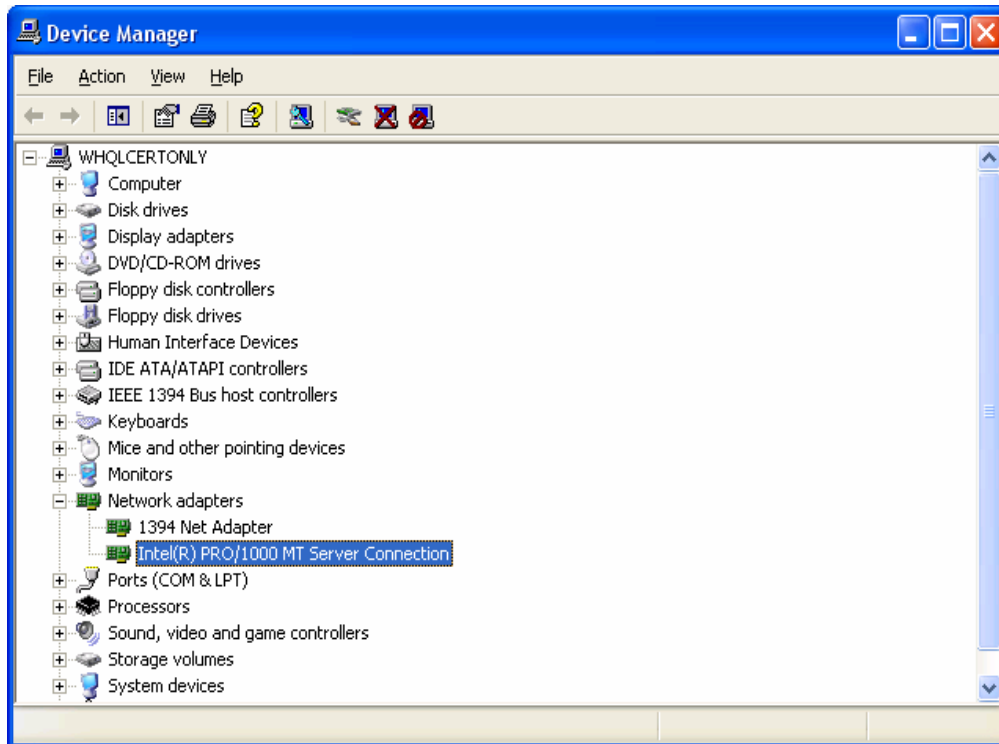 Device Manager
File Action View Help
WHQLCERTONLY
Computer
Disk drives
Display adapters
DVD/CD-ROM drives
Floppy disk controllers
Floppy disk drives
Human Interface Devices
IDE ATA/ATAPI controllers
IEEE 1394 Bus host controllers
Keyboards
Mice and other pointing devices
Monitors
Network adapters
1394 Net Adapter
Intel(R) PRO/1000 MT Server Connection
Ports (COM & LPT)
Processors
Sound, video and game controllers
Storage volumes
System devices